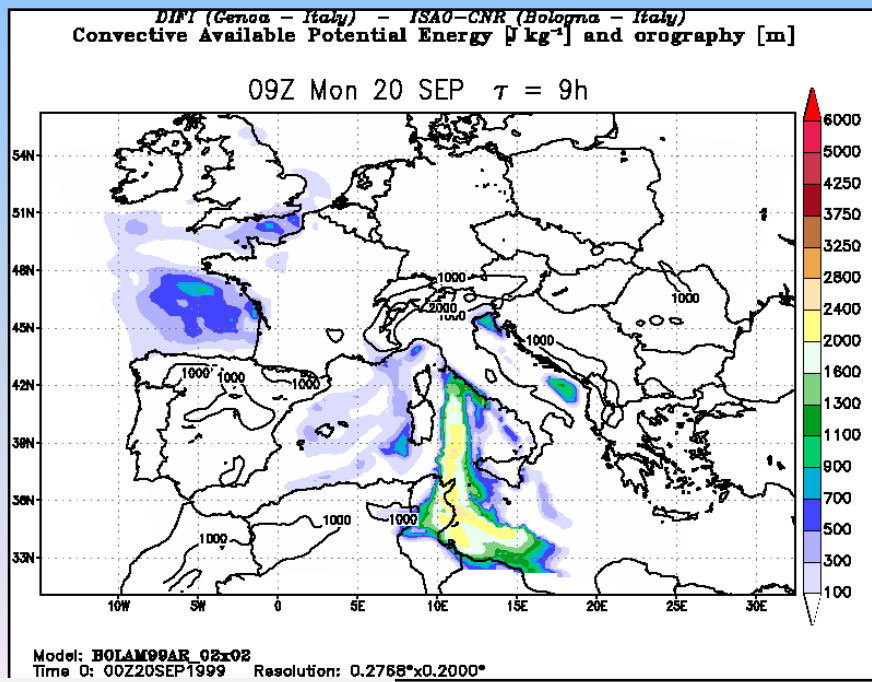 DIFI (Genoa – Italy) – ISAO-CNR (Bologna – Italy)
Convective Available Potential Energy [J kg⁻¹] and orography [m]
09Z Mon 20 SEP τ = 9h
54N
51N
48N
45N
42N
39N
36N
33N
10W 5W 0 5E 10E 15E 20E 25E 30E
1000
1000
2000
1000
1000
1000
1000
1000
1000
1000
1000
6000
5000
4250
3750
3250
2800
2400
2000
1600
1300
1100
900
700
500
300
100
Model: BOLAM99AR_02x02
Time 0: 00Z20SEP1999 Resolution: 0.2768°x0.2000°